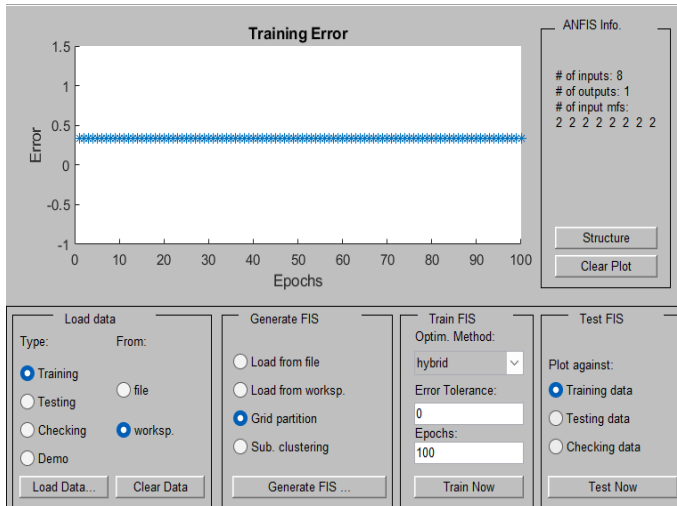 Training Error
1.5
1
0.5
0
-0.5
-1
Error
0 10 20 30 40 50 60 70 80 90 100
Epochs
ANFIS Info.
# of inputs: 8
# of outputs: 1
# of input mfs:
2 2 2 2 2 2 2 2
Structure
Clear Plot
Load data
Type: From:
Training
file
Testing
Checking
worksp.
Demo
Load Data... Clear Data
Generate FIS
Load from file
Load from worksp.
Grid partition
Sub. clustering
Generate FIS ...
Train FIS
Optim. Method:
hybrid
Error Tolerance:
0
Epochs:
100
Train Now
Test FIS
Plot against:
Training data
Testing data
Checking data
Test Now